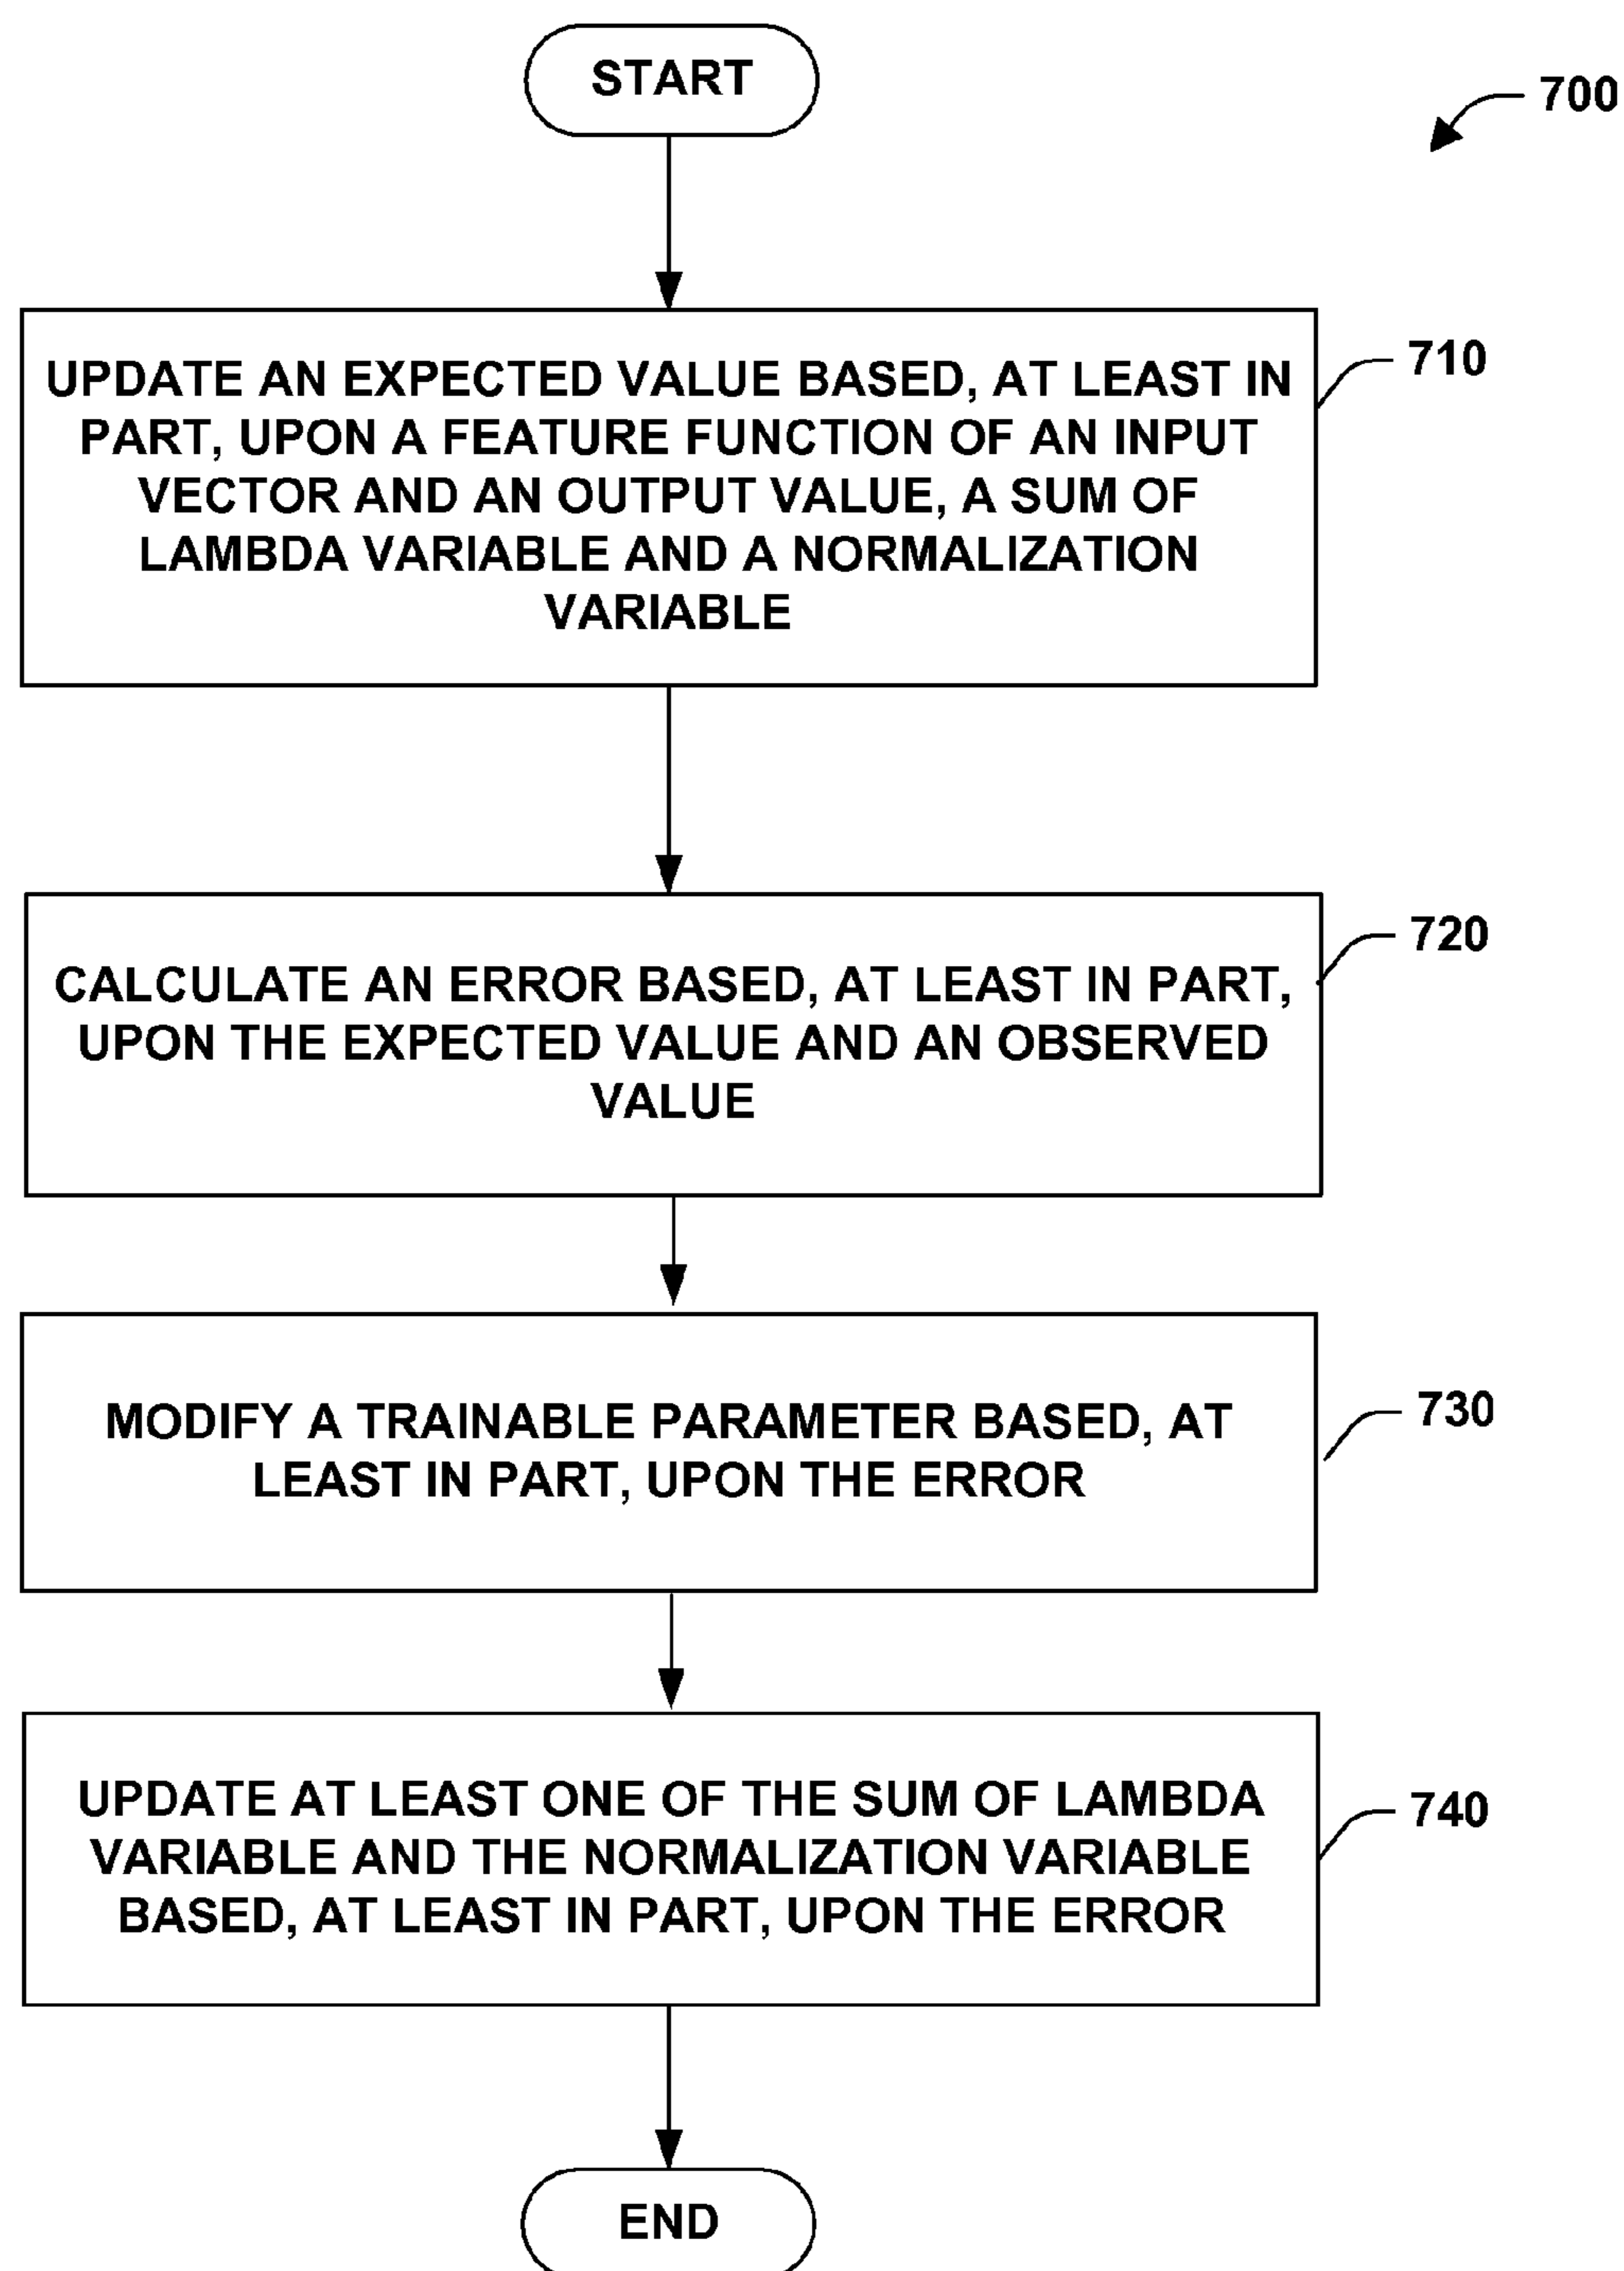 START
700
UPDATE AN EXPECTED VALUE BASED, AT LEAST IN
PART, UPON A FEATURE FUNCTION OF AN INPUT
VECTOR AND AN OUTPUT VALUE, A SUM OF
LAMBDA VARIABLE AND A NORMALIZATION
VARIABLE
710
CALCULATE AN ERROR BASED, AT LEAST IN PART,
UPON THE EXPECTED VALUE AND AN OBSERVED
VALUE
720
MODIFY A TRAINABLE PARAMETER BASED, AT
LEAST IN PART, UPON THE ERROR
730
UPDATE AT LEAST ONE OF THE SUM OF LAMBDA
VARIABLE AND THE NORMALIZATION VARIABLE
BASED, AT LEAST IN PART, UPON THE ERROR
740
END